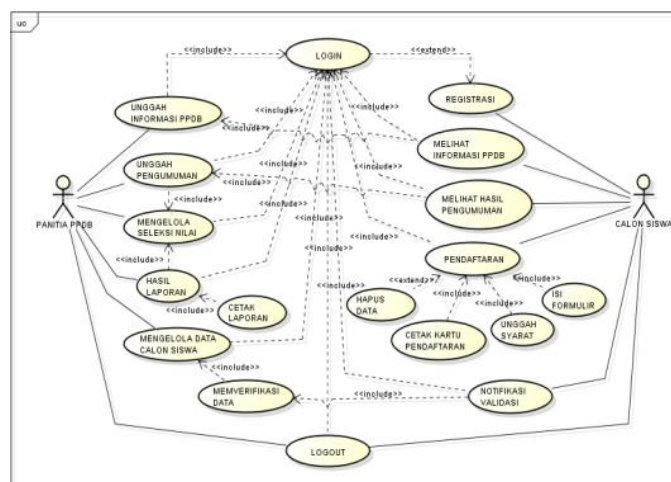 uc
<<include>>
LOGIN
<<extend>>
UNGGAH
INFORMASI PPDB
REGISTRASI
<<include>>
<<include>>
<<include>>
<<include>>
MELIHAT
INFORMASI PPDB
UNGGAH
PENGUMUMAN
<<include>>
<<include>>
<<include>>
MELIHAT HASIL
PENGUMUMAN
PANITIA PPDB
CALON SISWA
<<include>>
MENGELOLA
SELEKSI NILAI
<<include>>
<<include>>
<<include>>
PENDAFTARAN
HASIL
LAPORAN
<<include>>
<<include>>
<<extend>>
<<include>>
<<include>>
<<include>>
HAPUS
DATA
ISI
FORMULIR
CETAK
LAPORAN
<<include>>
CETAK KARTU
PENDAFTARAN
UNGGAH
SYARAT
MENGELOLA DATA
CALON SISWA
<<include>>
<<include>>
MEMVERIFIKASI
DATA
<<include>>
NOTIFIKASI
VALIDASI
LOGOUT